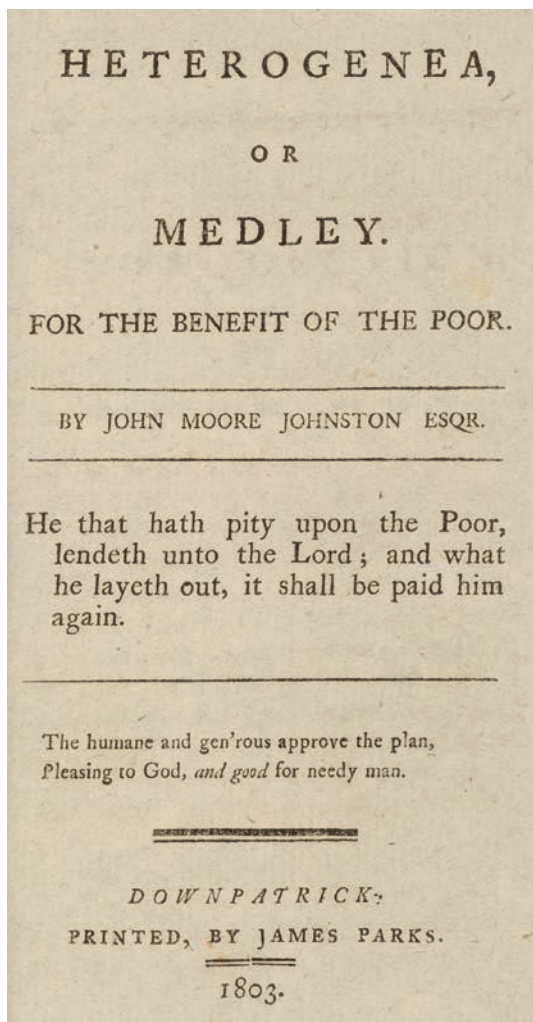 HETEROGENEA,
OR
MEDLEY.
FOR THE BENEFIT OF THE POOR.
BY JOHN MOORE JOHNSTON ESQR.
He that hath pity upon the Poor,
lendeth unto the Lord; and what
he layeth out, it shall be paid him
again.
The humane and gen'rous approve the plan,
Pleasing to God, and good for needy man.
DOWNPATRICK:
PRINTED, BY JAMES PARKS.
1803.